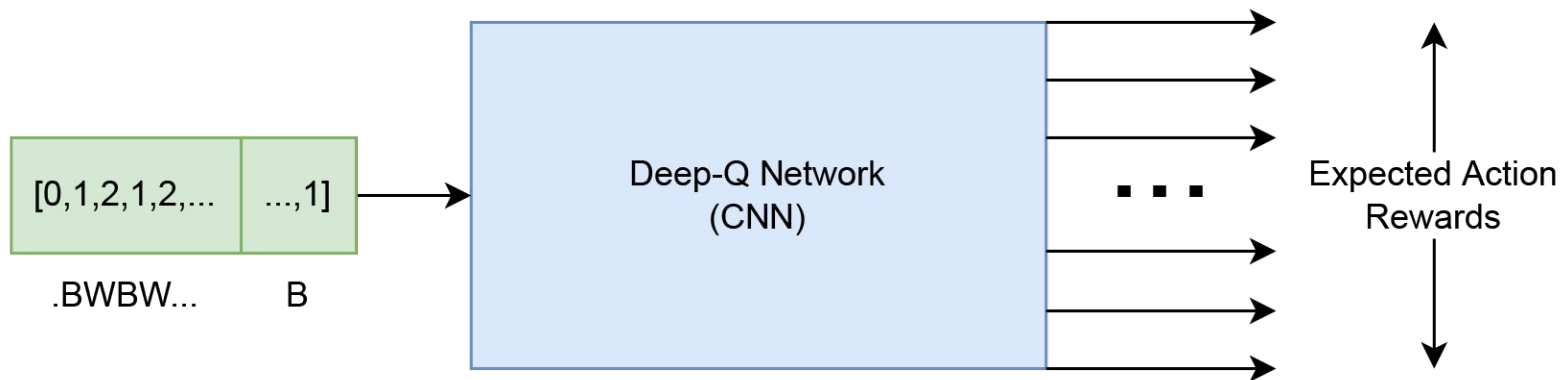 [0,1,2,1,2,... ...,1]
.BWBW... B
Deep-Q Network
(CNN)
...
Expected Action
Rewards